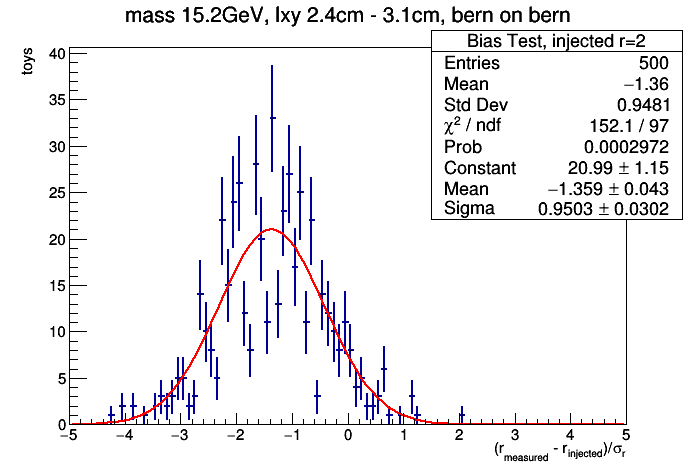 mass 15.2GeV, lxy 2.4cm - 3.1cm, bern on bern
Bias Test, injected r=2
Entries 500
Mean −1.36
Std Dev 0.9481
χ² / ndf 152.1 / 97
Prob 0.0002972
Constant 20.99 ± 1.15
Mean −1.359 ± 0.043
Sigma 0.9503 ± 0.0302
toys
40
35
30
25
20
15
10
5
0
−5 −4 −3 −2 −1 0 1 2 3 4 5
(r_measured - r_injected)/σ_r